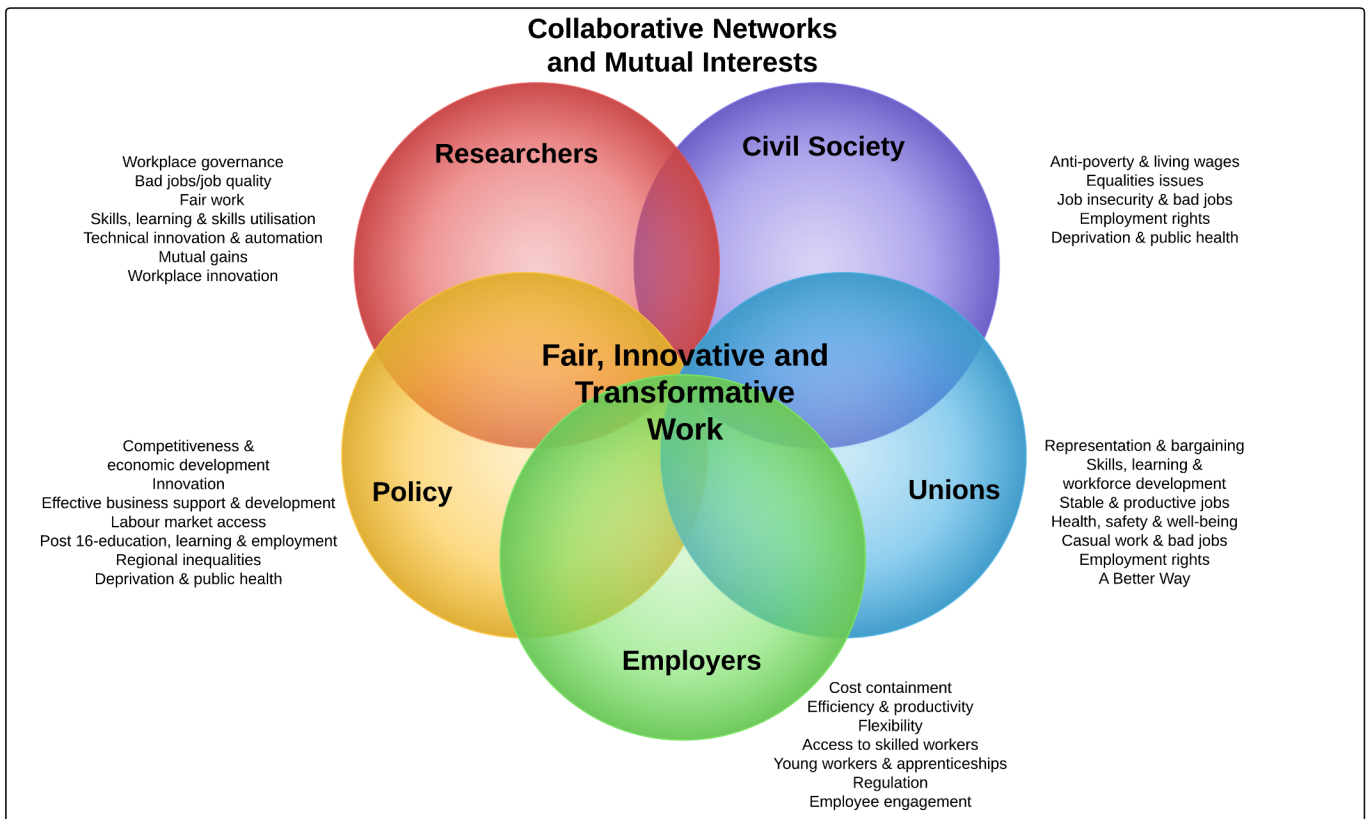 Collaborative Networks
and Mutual Interests
Researchers
Civil Society
Workplace governance
Bad jobs/job quality
Fair work
Skills, learning & skills utilisation
Technical innovation & automation
Mutual gains
Workplace innovation
Anti-poverty & living wages
Equalities issues
Job insecurity & bad jobs
Employment rights
Deprivation & public health
Fair, Innovative and
Transformative
Work
Competitiveness &
economic development
Innovation
Effective business support & development
Labour market access
Post 16-education, learning & employment
Regional inequalities
Deprivation & public health
Policy
Unions
Representation & bargaining
Skills, learning &
workforce development
Stable & productive jobs
Health, safety & well-being
Casual work & bad jobs
Employment rights
A Better Way
Employers
Cost containment
Efficiency & productivity
Flexibility
Access to skilled workers
Young workers & apprenticeships
Regulation
Employee engagement